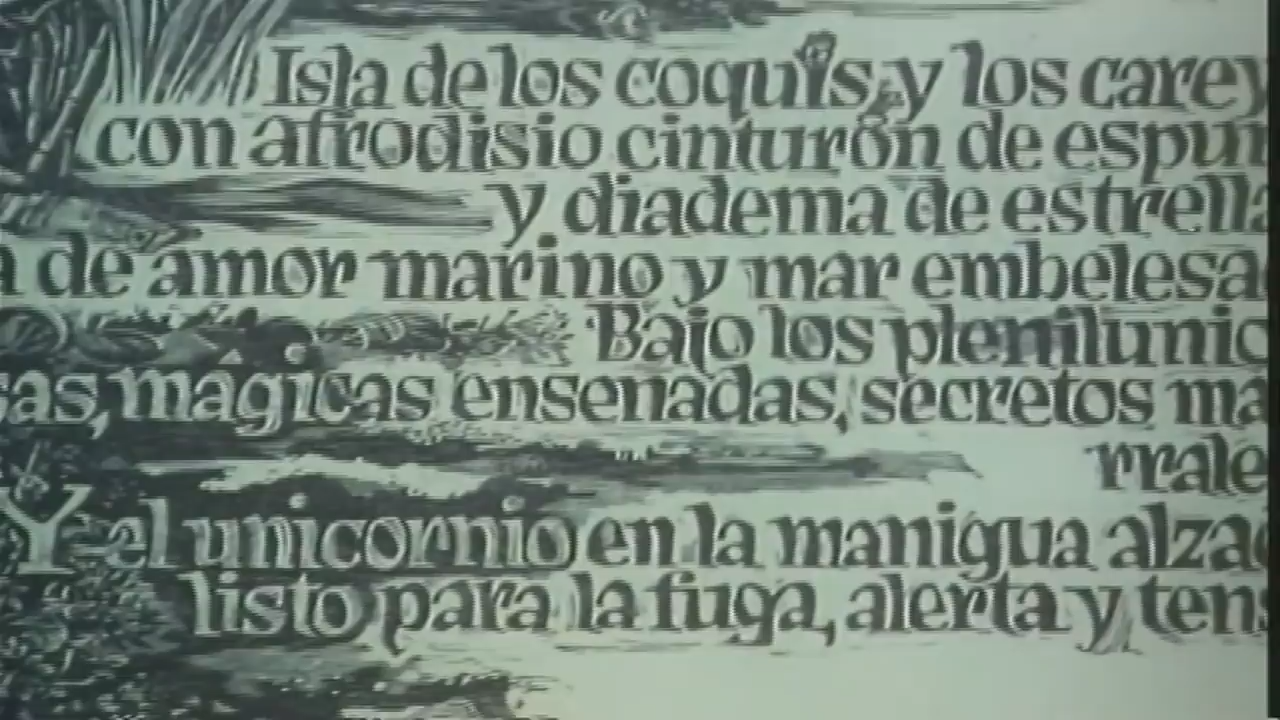 Isla de los coquís y los carey
con afrodisio cinturón de espu
y diadema de estrella
de amor marino y mar embelesa
Bajo los plenilunio
sas, mágicas ensenadas, secretos ma
rrale
Y el unicornio en la manigua alza
listo para la fuga, alerta y tens